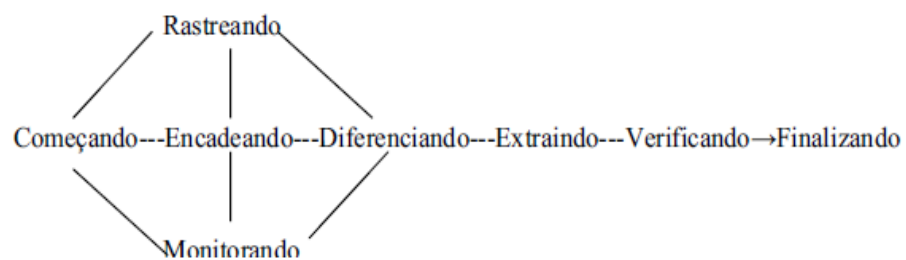 Rastreando
Começando---Encadeando---Diferenciando---Extraindo---Verificando→Finalizando
Monitorando